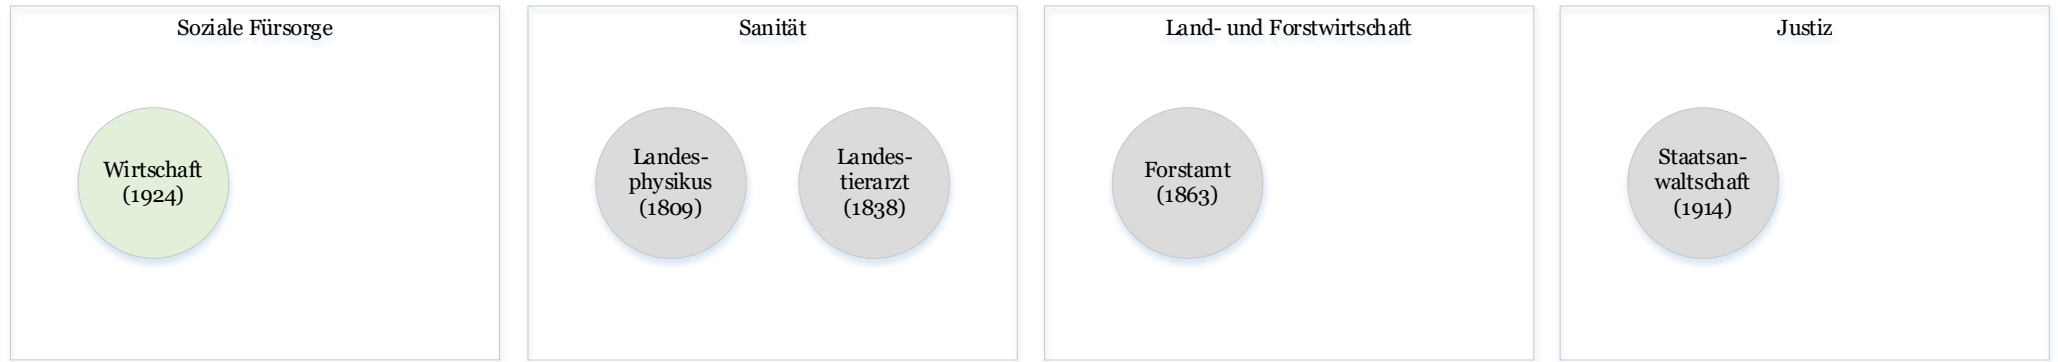 Soziale Fürsorge
Wirtschaft
(1924)
Sanität
Landes-
physikus
(1809)
Landes-
tierarzt
(1838)
Land- und Forstwirtschaft
Forstamt
(1863)
Justiz
Staatsan-
waltschaft
(1914)